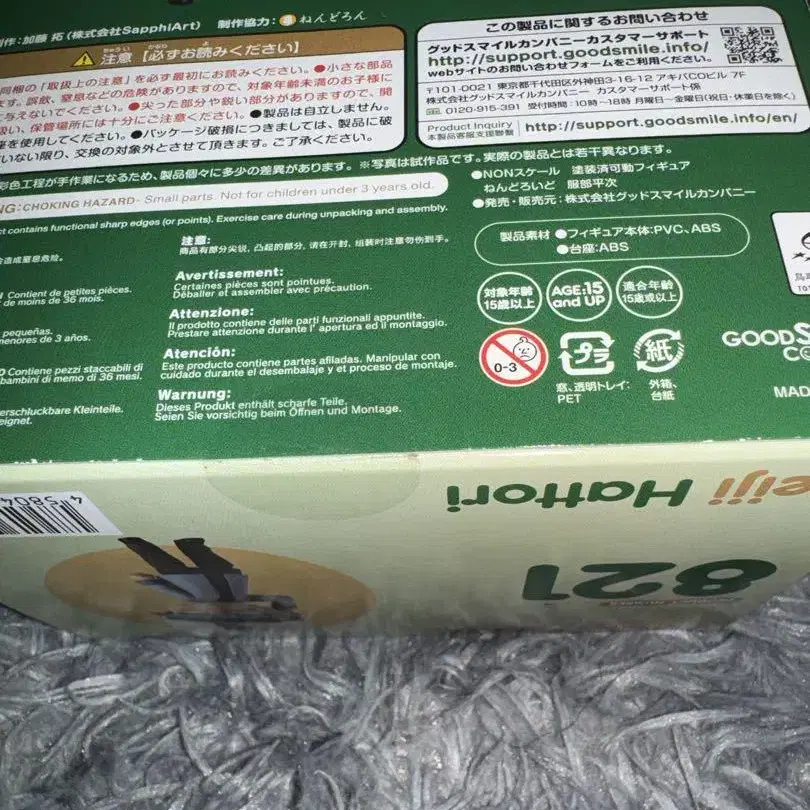 制作:加藤 拓(株式会社SapphiArt) 制作協力: ねんどろん
注意【必ずお読みください】
同梱の「取扱上の注意」を必ず最初にお読みください。●小さな部品
ます。誤飲、窒息などの危険がありますので、対象年齢未満のお子様に
与えないでください。●尖った部分や鋭い部分がありますので、開
扱い、保管場所には十分にご注意ください。●製品は自立しません。
座を使用してください。●パッケージ破損につきましては、製品に破
いない限り、交換の対象外とさせて頂きます。ご了承ください。
この製品に関するお問い合わせ
グッドスマイルカンパニーカスタマーサポート
http://support.goodsmile.info/
webサイトのお問い合わせフォームをご利用ください。
〒101-0021 東京都千代田区外神田3-16-12 アキバCOビル 7F
株式会社グッドスマイルカンパニー カスタマーサポート係
0120-915-391 受付時間:10時〜18時 月曜日〜金曜日(祝日・休業日を除く)
Product Inquiry
本製品客服支援聯繫
http://support.goodsmile.info/en/
彩色工程が手作業になるため、製品個々に多少の差異があります。※写真は試作品です。実際の製品とは若干異なります。
NG: CHOKING HAZARD- Small parts. Not for children under 3 years old.
ct contains functional sharp edges (or points). Exercise care during unpacking and assembly.
●NONスケール 塗装済可動フィギュア
ねんどろいど 服部平次
●発売・販売元:株式会社グッドスマイルカンパニー
製品素材
●フィギュア本体:PVC、ABS
●台座:ABS
合造成窒息危险。
Contient de petites pièces.
de moins de 36 mois.
pequeñas.
menores de 3 años.
Contiene pezzi staccabili di
bambini di memo di 36 mesi.
erschluckbare Kleinteile.
eignet.
注意:
商品有部分尖锐,凸起的部分,请在开封,组装时注意勿伤到手。
Avertissement:
Certaines pièces sont pointues.
Déballer et assembler avec précaution.
Attenzione:
Il prodotto contiene delle parti funzionali appuntite.
Prestare attenzione durante l' apertura ed il montaggio.
Atención:
Este producto contiene partes afiladas. Manipular con
cuidado durante el desembalaje y el proceso de montaje.
Warnung:
Dieses Produkt enthält scharfe Teile.
Seien Sie vorsichtig beim Öffnen und Montage.
対象年齢
15歳以上
AGE:15
and UP
適合年齡
15歲或以上
0-3
プラ
窓、透明トレイ:
PET
紙
外箱、
台紙
GOOD S
CO
MADE
eiji Hattori
821
4 580